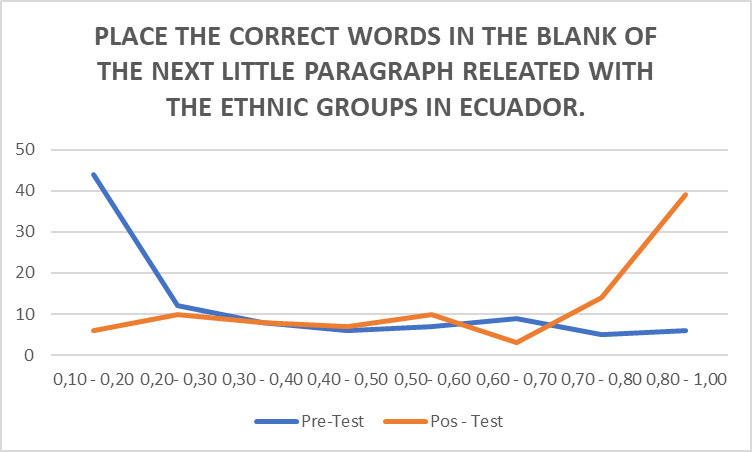 PLACE THE CORRECT WORDS IN THE BLANK OF
THE NEXT LITTLE PARAGRAPH RELEATED WITH
THE ETHNIC GROUPS IN ECUADOR.
50
40
30
20
10
0
0,10 - 0,20 0,20- 0,30 0,30 - 0,40 0,40 - 0,50 0,50- 0,60 0,60 - 0,70 0,70 - 0,80 0,80 - 1,00
Pre-Test Pos - Test